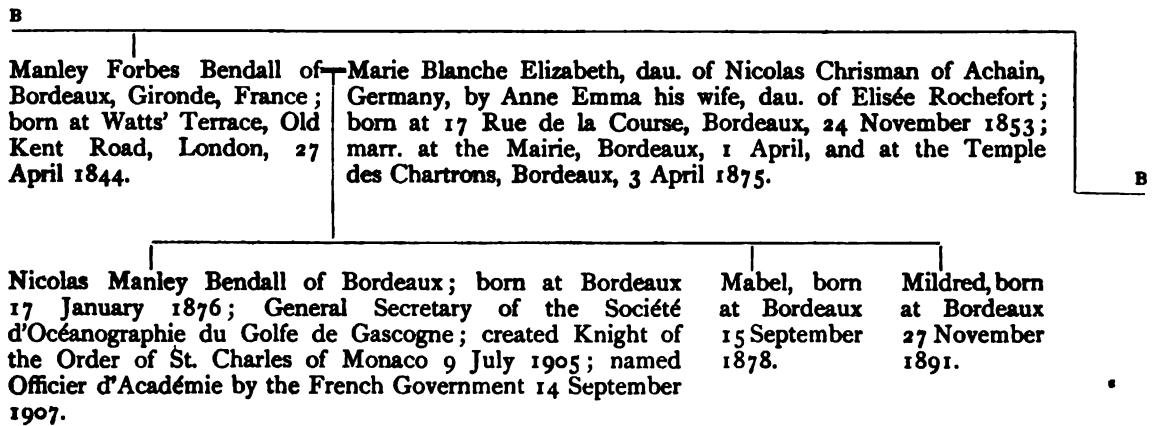 B
Manley Forbes Bendall of
Bordeaux, Gironde, France;
born at Watts' Terrace, Old
Kent Road, London, 27
April 1844.
Marie Blanche Elizabeth, dau. of Nicolas Chrisman of Achain,
Germany, by Anne Emma his wife, dau. of Elisée Rochefort;
born at 17 Rue de la Course, Bordeaux, 24 November 1853;
marr. at the Mairie, Bordeaux, 1 April, and at the Temple
des Chartrons, Bordeaux, 3 April 1875.
B
Nicolas Manley Bendall of Bordeaux; born at Bordeaux
17 January 1876; General Secretary of the Société
d'Océanographie du Golfe de Gascogne; created Knight of
the Order of St. Charles of Monaco 9 July 1905; named
Officier d'Académie by the French Government 14 September
1907.
Mabel, born
at Bordeaux
15 September
1878.
Mildred, born
at Bordeaux
27 November
1891.